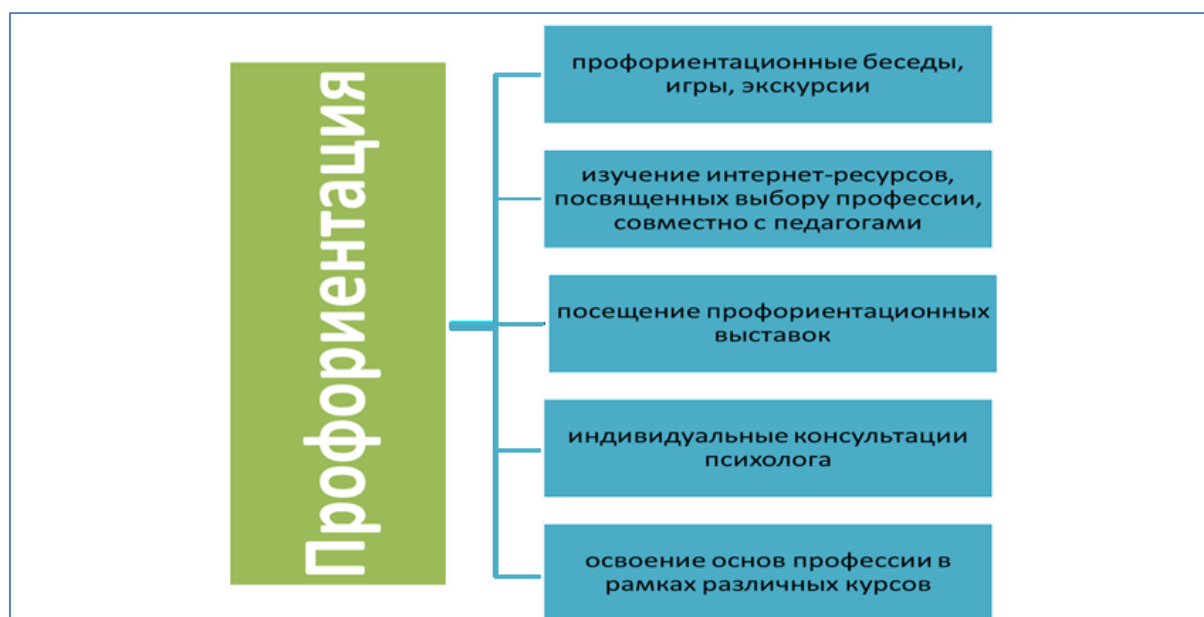 Профориентация
профориентационные беседы,
игры, экскурсии
изучение интернет-ресурсов,
посвященных выбору профессии,
совместно с педагогами
посещение профориентационных
выставок
индивидуальные консультации
психолога
освоение основ профессии в
рамках различных курсов